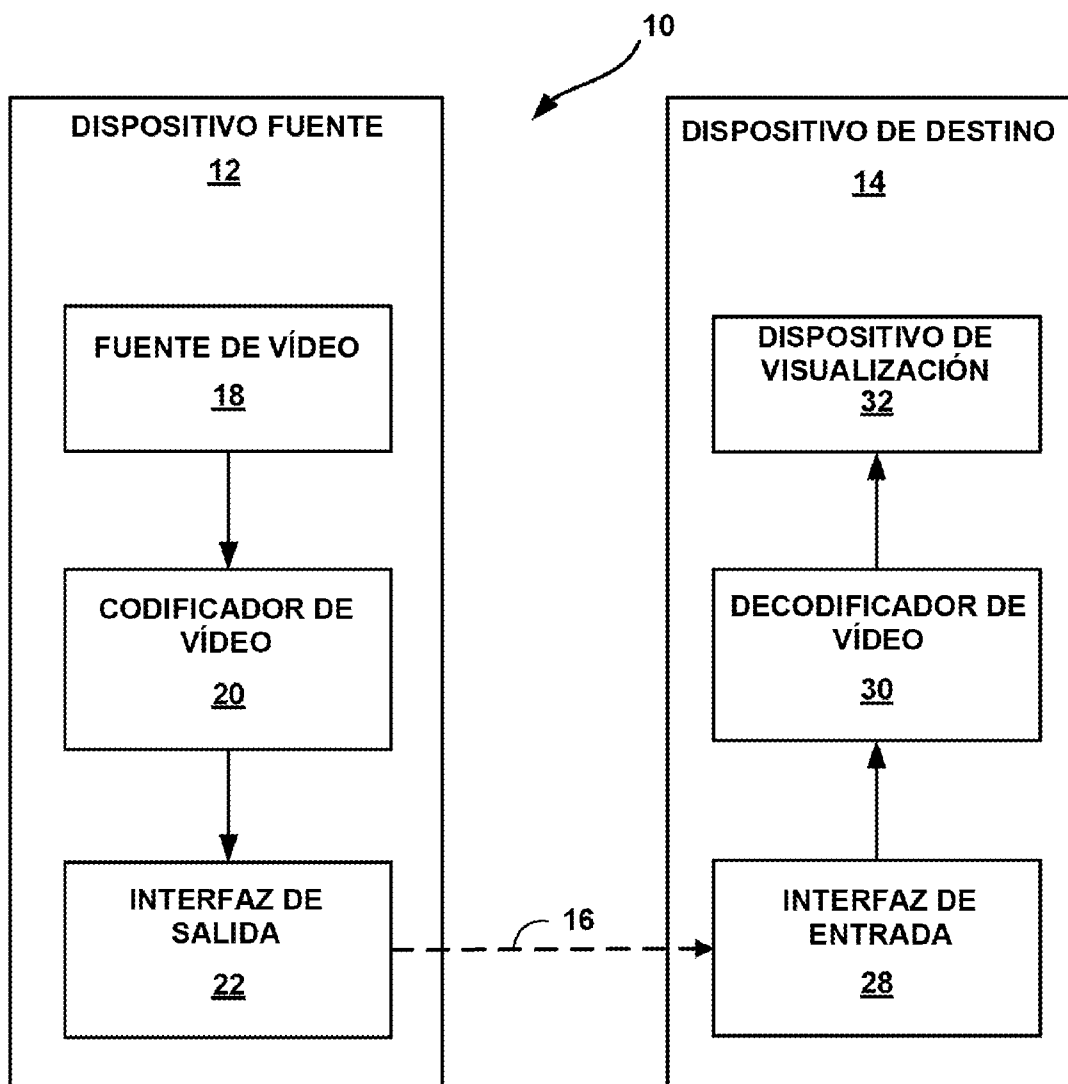 10
DISPOSITIVO FUENTE
12
FUENTE DE VÍDEO
18
CODIFICADOR DE
VÍDEO
20
INTERFAZ DE
SALIDA
22
16
DISPOSITIVO DE DESTINO
14
DISPOSITIVO DE
VISUALIZACIÓN
32
DECODIFICADOR DE
VÍDEO
30
INTERFAZ DE
ENTRADA
28